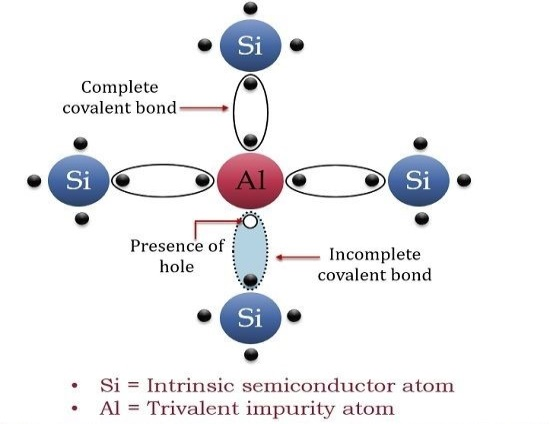 Si
Complete
covalent bond
Si
Al
Si
Presence of
hole
Incomplete
covalent bond
Si
• Si = Intrinsic semiconductor atom
• Al = Trivalent impurity atom